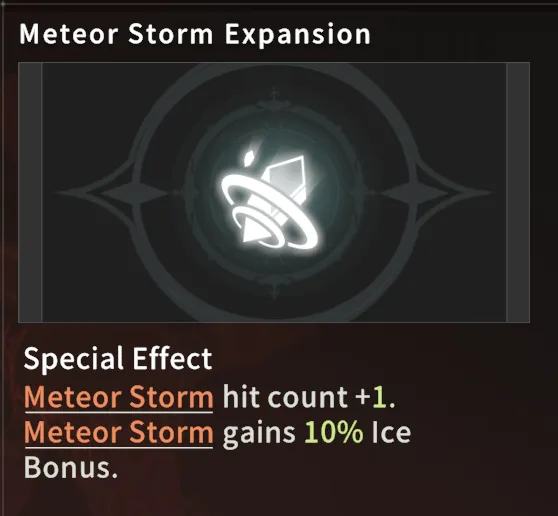 Meteor Storm Expansion
Special Effect
Meteor Storm hit count +1.
Meteor Storm gains 10% Ice
Bonus.